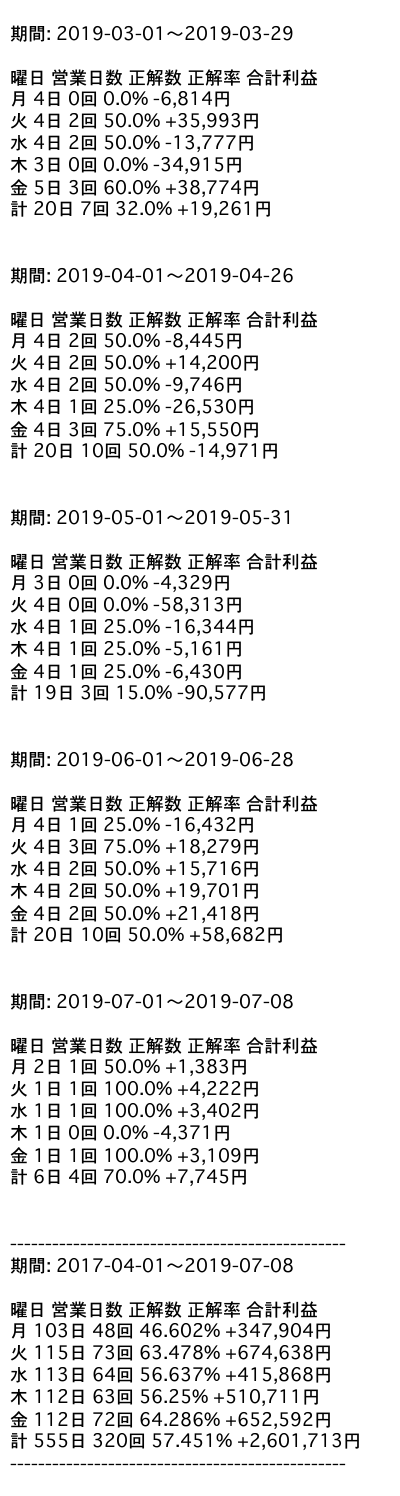 期間: 2019-03-01〜2019-03-29
曜日 営業日数 正解数 正解率 合計利益
月 4日 0回 0.0% -6,814円
火 4日 2回 50.0% +35,993円
水 4日 2回 50.0% -13,777円
木 3日 0回 0.0% -34,915円
金 5日 3回 60.0% +38,774円
計 20日 7回 32.0% +19,261円
期間: 2019-04-01〜2019-04-26
曜日 営業日数 正解数 正解率 合計利益
月 4日 2回 50.0% -8,445円
火 4日 2回 50.0% +14,200円
水 4日 2回 50.0% -9,746円
木 4日 1回 25.0% -26,530円
金 4日 3回 75.0% +15,550円
計 20日 10回 50.0% -14,971円
期間: 2019-05-01〜2019-05-31
曜日 営業日数 正解数 正解率 合計利益
月 3日 0回 0.0% -4,329円
火 4日 0回 0.0% -58,313円
水 4日 1回 25.0% -16,344円
木 4日 1回 25.0% -5,161円
金 4日 1回 25.0% -6,430円
計 19日 3回 15.0% -90,577円
期間: 2019-06-01〜2019-06-28
曜日 営業日数 正解数 正解率 合計利益
月 4日 1回 25.0% -16,432円
火 4日 3回 75.0% +18,279円
水 4日 2回 50.0% +15,716円
木 4日 2回 50.0% +19,701円
金 4日 2回 50.0% +21,418円
計 20日 10回 50.0% +58,682円
期間: 2019-07-01〜2019-07-08
曜日 営業日数 正解数 正解率 合計利益
月 2日 1回 50.0% +1,383円
火 1日 1回 100.0% +4,222円
水 1日 1回 100.0% +3,402円
木 1日 0回 0.0% -4,371円
金 1日 1回 100.0% +3,109円
計 6日 4回 70.0% +7,745円
------------------------------------------------
期間: 2017-04-01〜2019-07-08
曜日 営業日数 正解数 正解率 合計利益
月 103日 48回 46.602% +347,904円
火 115日 73回 63.478% +674,638円
水 113日 64回 56.637% +415,868円
木 112日 63回 56.25% +510,711円
金 112日 72回 64.286% +652,592円
計 555日 320回 57.451% +2,601,713円
------------------------------------------------